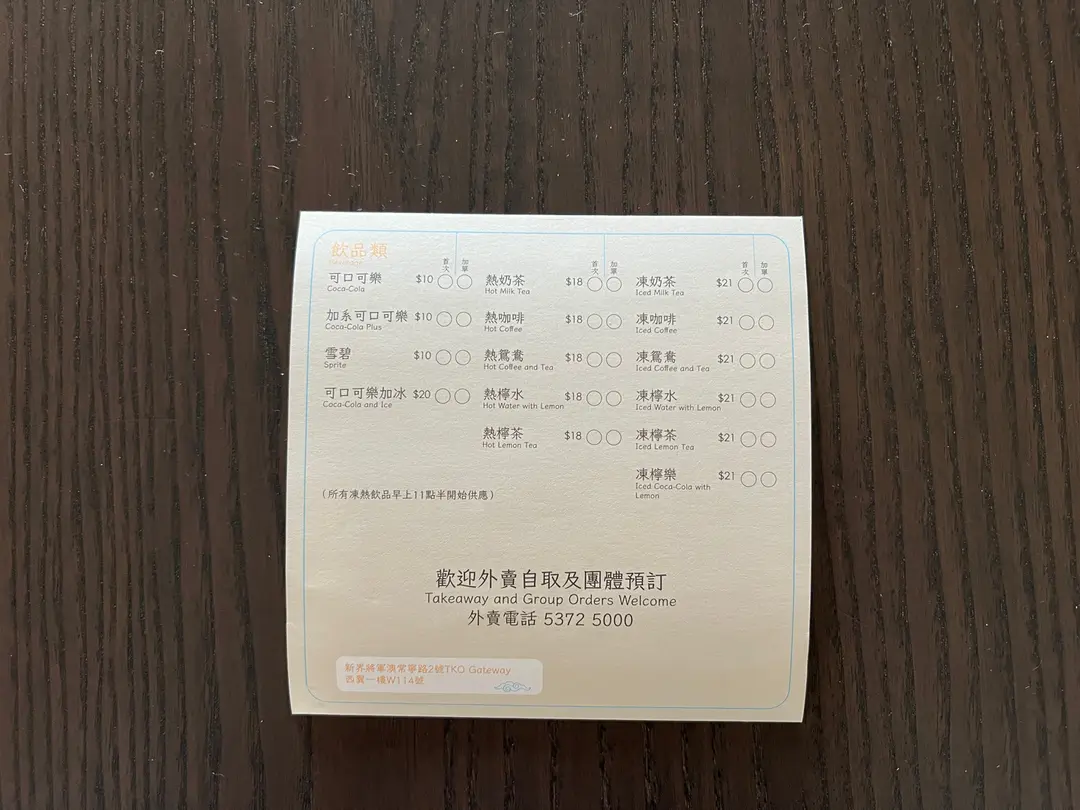 飲品類
首次 加單
可口可樂 $10
Coca-Cola
加系可口可樂 $10
Coca-Cola Plus
雪碧 $10
Sprite
可口可樂加冰 $20
Coca-Cola and Ice
首次 加單
熱奶茶 $18
Hot Milk Tea
熱咖啡 $18
Hot Coffee
熱鴛鴦 $18
Hot Coffee and Tea
熱檸水 $18
Hot Water with Lemon
熱檸茶 $18
Hot Lemon Tea
首次 加單
凍奶茶 $21
Iced Milk Tea
凍咖啡 $21
Iced Coffee
凍鴛鴦 $21
Iced Coffee and Tea
凍檸水 $21
Iced Water with Lemon
凍檸茶 $21
Iced Lemon Tea
凍檸樂 $21
Iced Coca-Cola with
Lemon
(所有凍熱飲品早上11點半開始供應)
歡迎外賣自取及團體預訂
Takeaway and Group Orders Welcome
外賣電話 5372 5000
新界將軍澳常寧路2號TKO Gateway
西翼一樓W114號